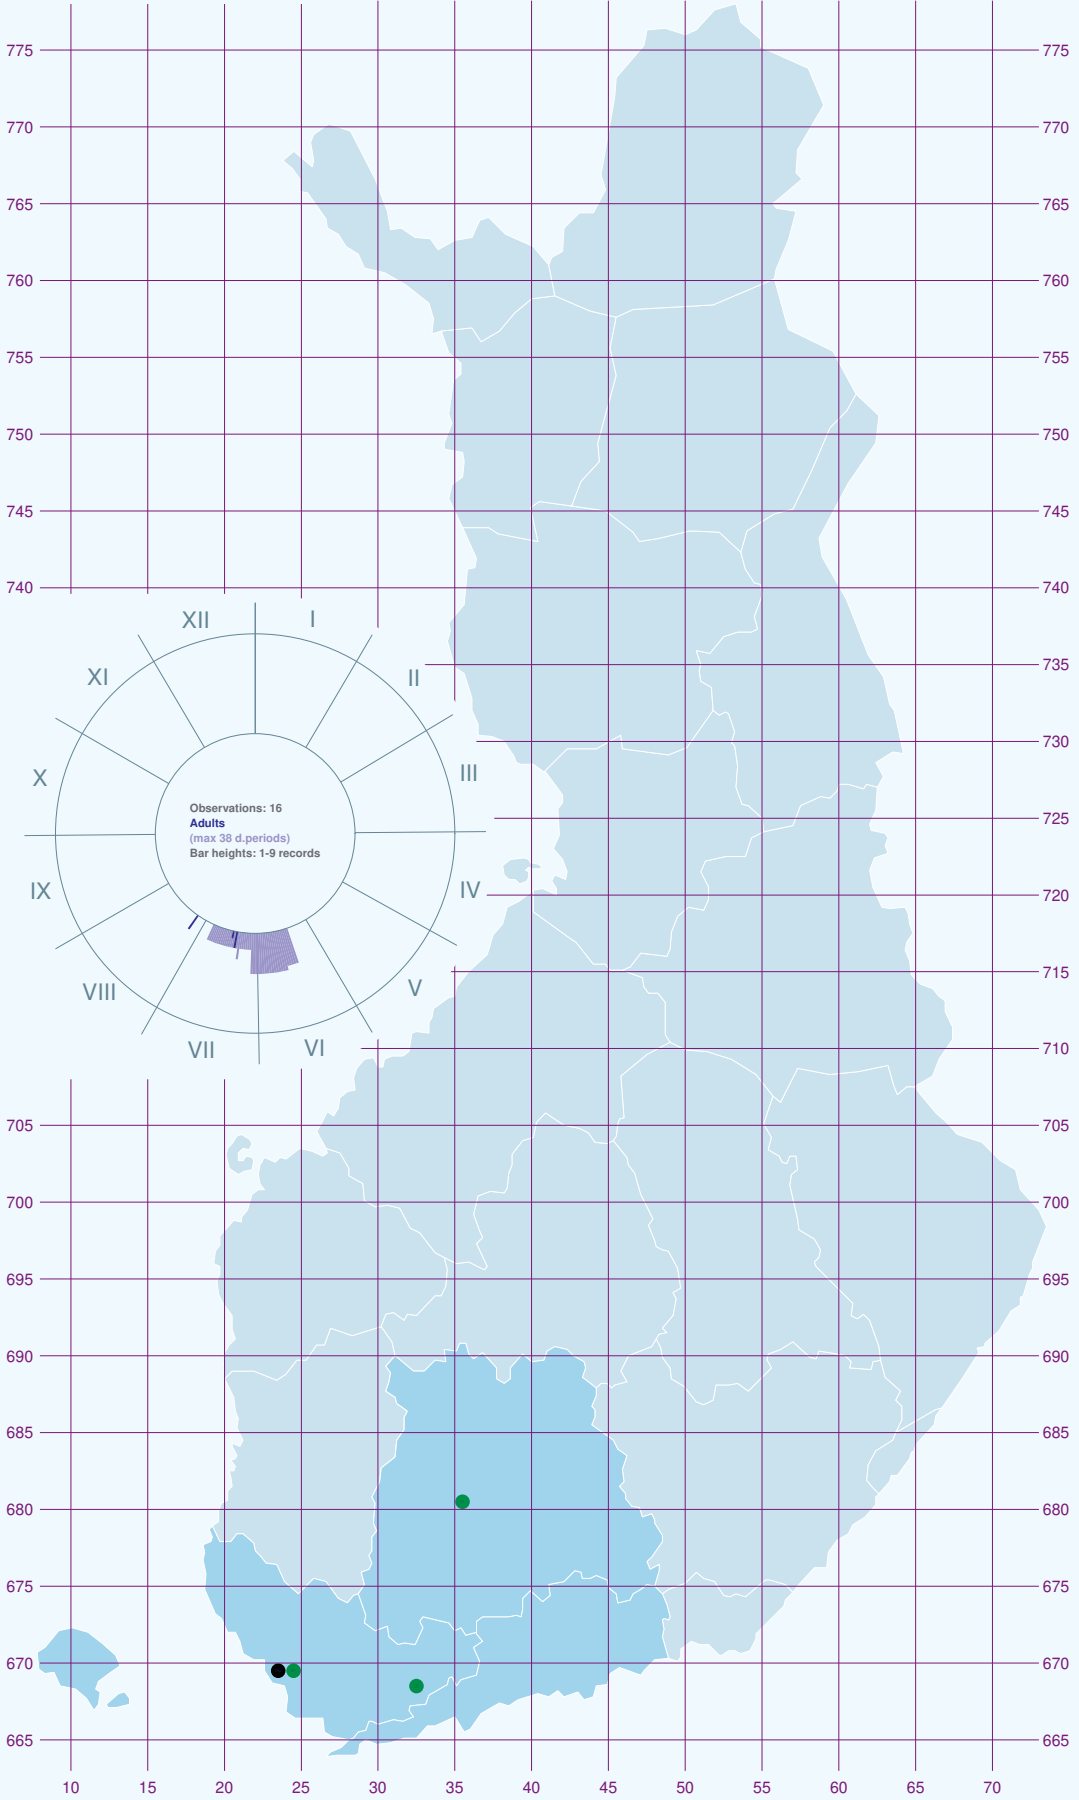 775 775
770 770
765 765
760 760
755 755
750 750
745 745
740 740
735
XII I
XI II
730
X III
725
Observations: 16
Adults
(max 38 d.periods)
Bar heights: 1-9 records
IX IV
720
VIII V
715
VII VI
710
705 705
700 700
695 695
690 690
685 685
680 680
675 675
670 670
665 665
10 15 20 25 30 35 40 45 50 55 60 65 70